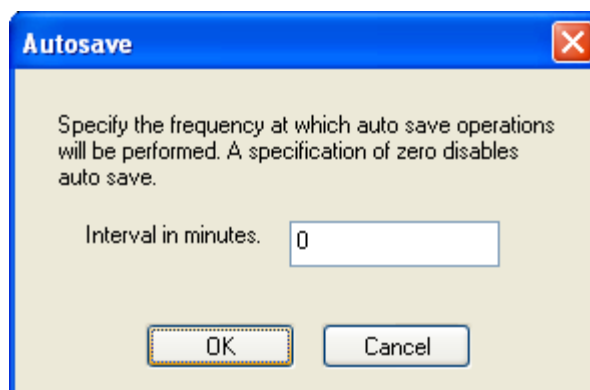 Autosave
Specify the frequency at which auto save operations
will be performed. A specification of zero disables
auto save.
Interval in minutes.
0
OK
Cancel